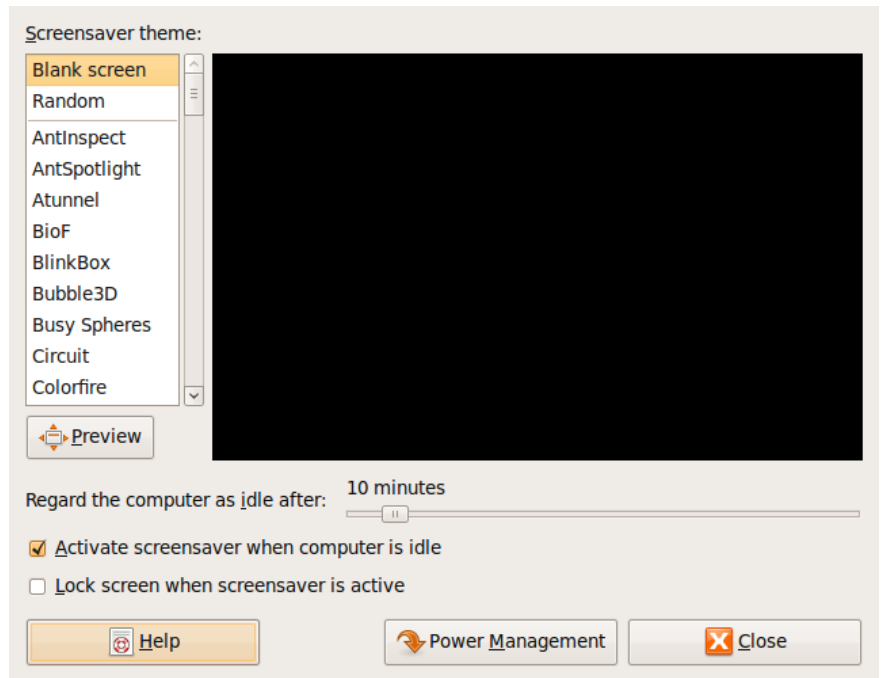 Screensaver theme:
Blank screen
Random
AntInspect
AntSpotlight
Atunnel
BioF
BlinkBox
Bubble3D
Busy Spheres
Circuit
Colorfire
Preview
Regard the computer as idle after:
10 minutes
Activate screensaver when computer is idle
Lock screen when screensaver is active
Help
Power Management
Close